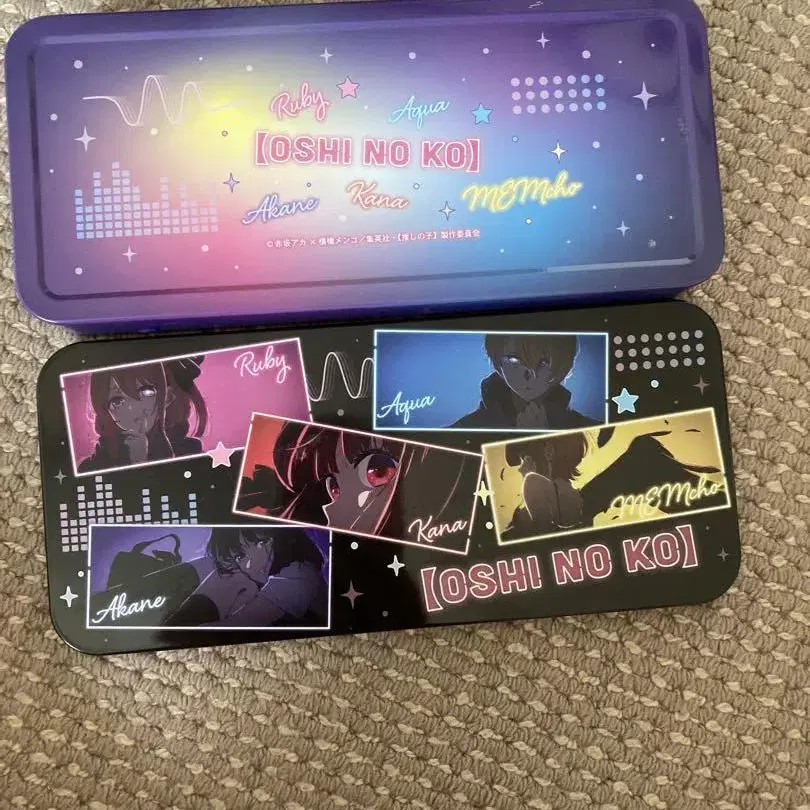 Ruby
Aqua
【OSHI NO KO】
Akane
Kana
MEMcho
©赤坂アカ×横槍メンゴ/集英社・【推しの子】製作委員会
Ruby
Aqua
Kana
MEMcho
Akane
【OSHI NO KO】